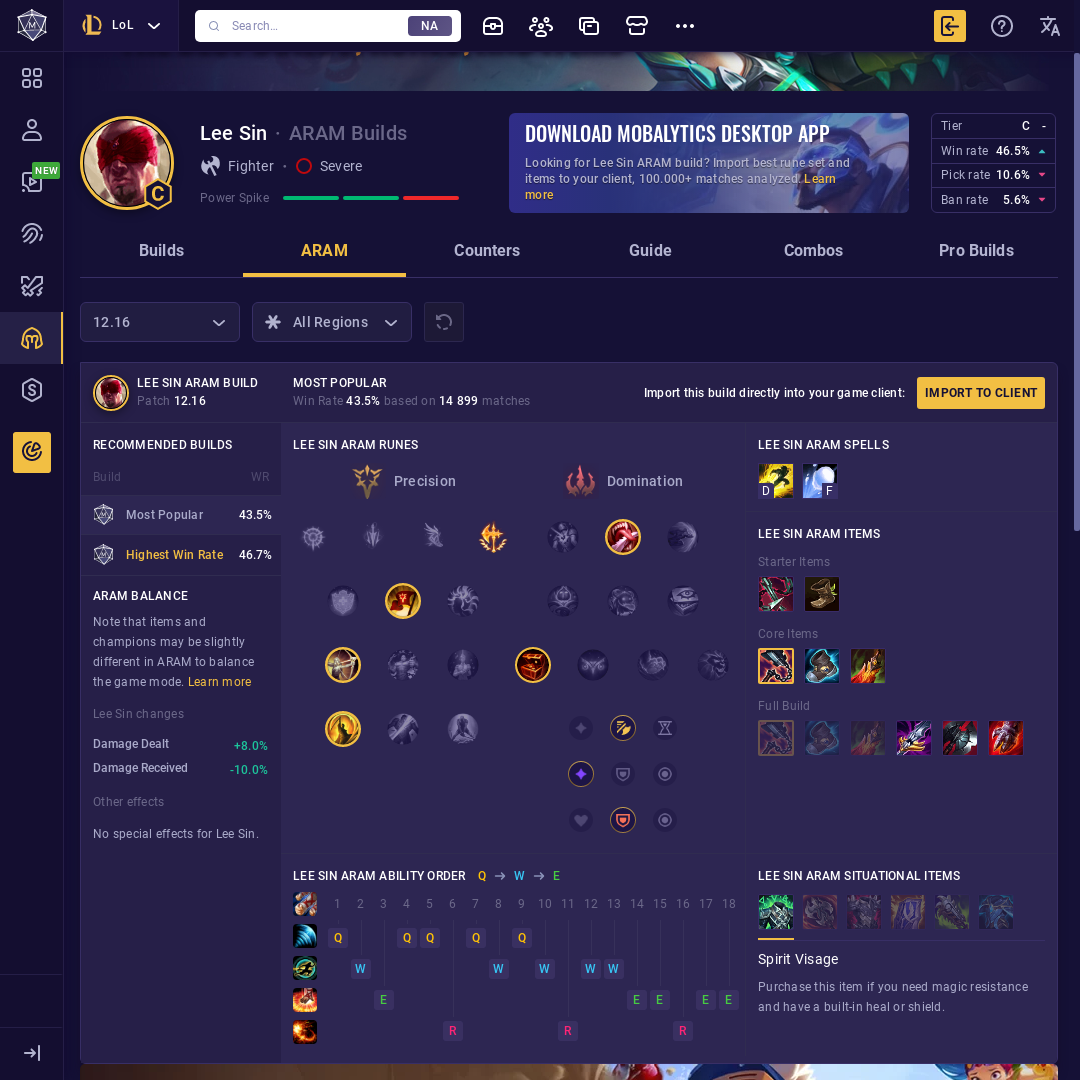 LoL
Search...
NA
NEW
Lee Sin · ARAM Builds
Fighter · Severe
Power Spike
C
DOWNLOAD MOBALYTICS DESKTOP APP
Looking for Lee Sin ARAM build? Import best rune set and
items to your client, 100.000+ matches analyzed. Learn
more
Tier C -
Win rate 46.5%
Pick rate 10.6%
Ban rate 5.6%
Builds
ARAM
Counters
Guide
Combos
Pro Builds
12.16
All Regions
LEE SIN ARAM BUILD
Patch 12.16
MOST POPULAR
Win Rate 43.5% based on 14 899 matches
Import this build directly into your game client:
IMPORT TO CLIENT
RECOMMENDED BUILDS
Build WR
Most Popular 43.5%
Highest Win Rate 46.7%
ARAM BALANCE
Note that items and
champions may be slightly
different in ARAM to balance
the game mode. Learn more
Lee Sin changes
Damage Dealt +8.0%
Damage Received -10.0%
Other effects
No special effects for Lee Sin.
LEE SIN ARAM RUNES
Precision
Domination
LEE SIN ARAM SPELLS
D F
LEE SIN ARAM ITEMS
Starter Items
Core Items
Full Build
LEE SIN ARAM ABILITY ORDER Q → W → E
1 2 3 4 5 6 7 8 9 10 11 12 13 14 15 16 17 18
Q Q Q Q Q
W W W W W
E E E E E
R R R
LEE SIN ARAM SITUATIONAL ITEMS
Spirit Visage
Purchase this item if you need magic resistance
and have a built-in heal or shield.